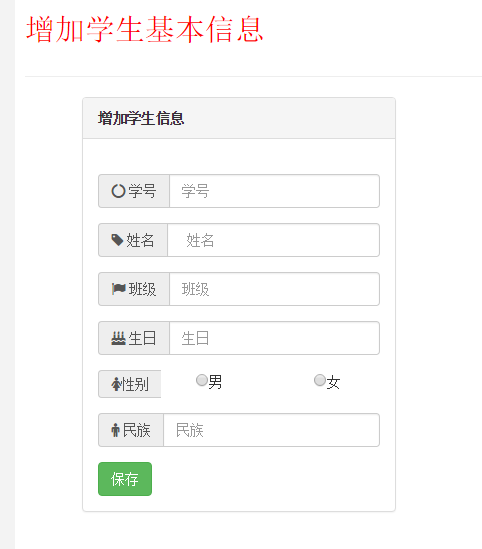 增加学生基本信息
增加学生信息
学号 学号
姓名 姓名
班级 班级
生日 生日
性别 男 女
民族 民族
保存